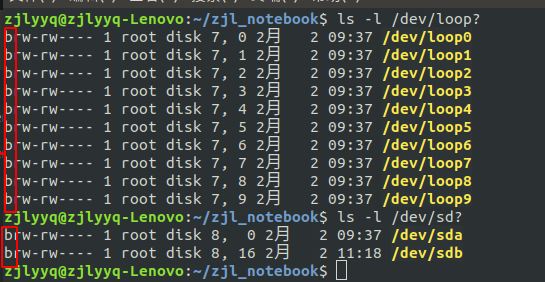 zjlyyq@zjlyyq-Lenovo:~/zjl_notebook$ ls -l /dev/loop?
brw-rw---- 1 root disk 7, 0 2月   2 09:37 /dev/loop0
brw-rw---- 1 root disk 7, 1 2月   2 09:37 /dev/loop1
brw-rw---- 1 root disk 7, 2 2月   2 09:37 /dev/loop2
brw-rw---- 1 root disk 7, 3 2月   2 09:37 /dev/loop3
brw-rw---- 1 root disk 7, 4 2月   2 09:37 /dev/loop4
brw-rw---- 1 root disk 7, 5 2月   2 09:37 /dev/loop5
brw-rw---- 1 root disk 7, 6 2月   2 09:37 /dev/loop6
brw-rw---- 1 root disk 7, 7 2月   2 09:37 /dev/loop7
brw-rw---- 1 root disk 7, 8 2月   2 09:37 /dev/loop8
brw-rw---- 1 root disk 7, 9 2月   2 09:37 /dev/loop9
zjlyyq@zjlyyq-Lenovo:~/zjl_notebook$ ls -l /dev/sd?
brw-rw---- 1 root disk 8,  0 2月   2 09:37 /dev/sda
brw-rw---- 1 root disk 8, 16 2月   2 11:18 /dev/sdb
zjlyyq@zjlyyq-Lenovo:~/zjl_notebook$